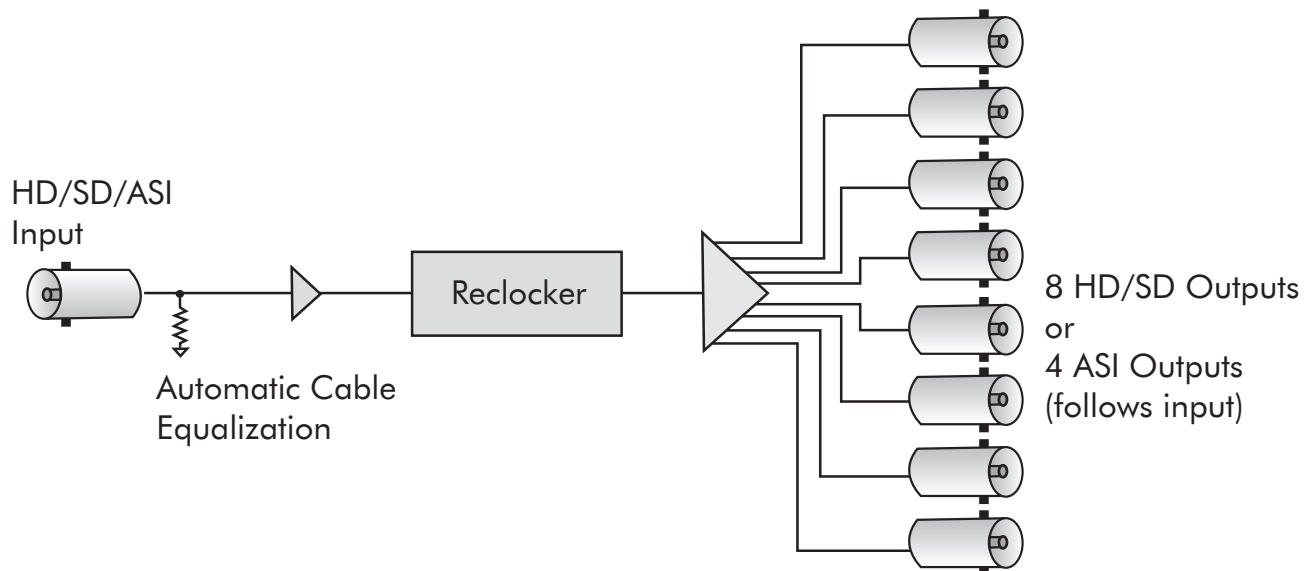 HD/SD/ASI
Input
Reclocker
Automatic Cable
Equalization
8 HD/SD Outputs
or
4 ASI Outputs
(follows input)